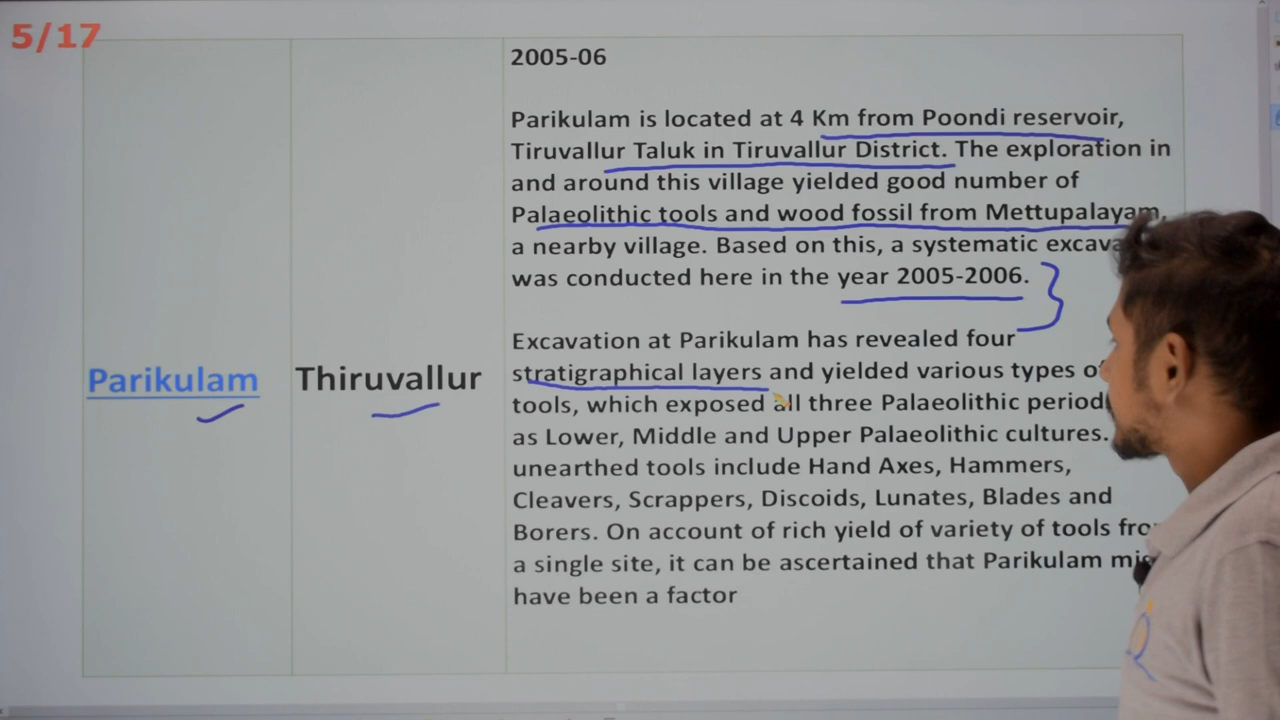 5/17
2005-06
Parikulam is located at 4 Km from Poondi reservoir,
Tiruvallur Taluk in Tiruvallur District. The exploration in
and around this village yielded good number of
Palaeolithic tools and wood fossil from Mettupalayam,
a nearby village. Based on this, a systematic
was conducted here in the year 2005-2006.
Parikulam
Thiruvallur
Excavation at Parikulam has revealed four
stratigraphical layers and yielded various types of
tools, which exposed all three Palaeolithic
as Lower, Middle and Upper Palaeolithic cultures.
unearthed tools include Hand Axes, Hammers,
Cleavers, Scrappers, Discoids, Lunates, Blades and
Borers. On account of rich yield of variety of tools
a single site, it can be ascertained that Parikulam
have been a factor